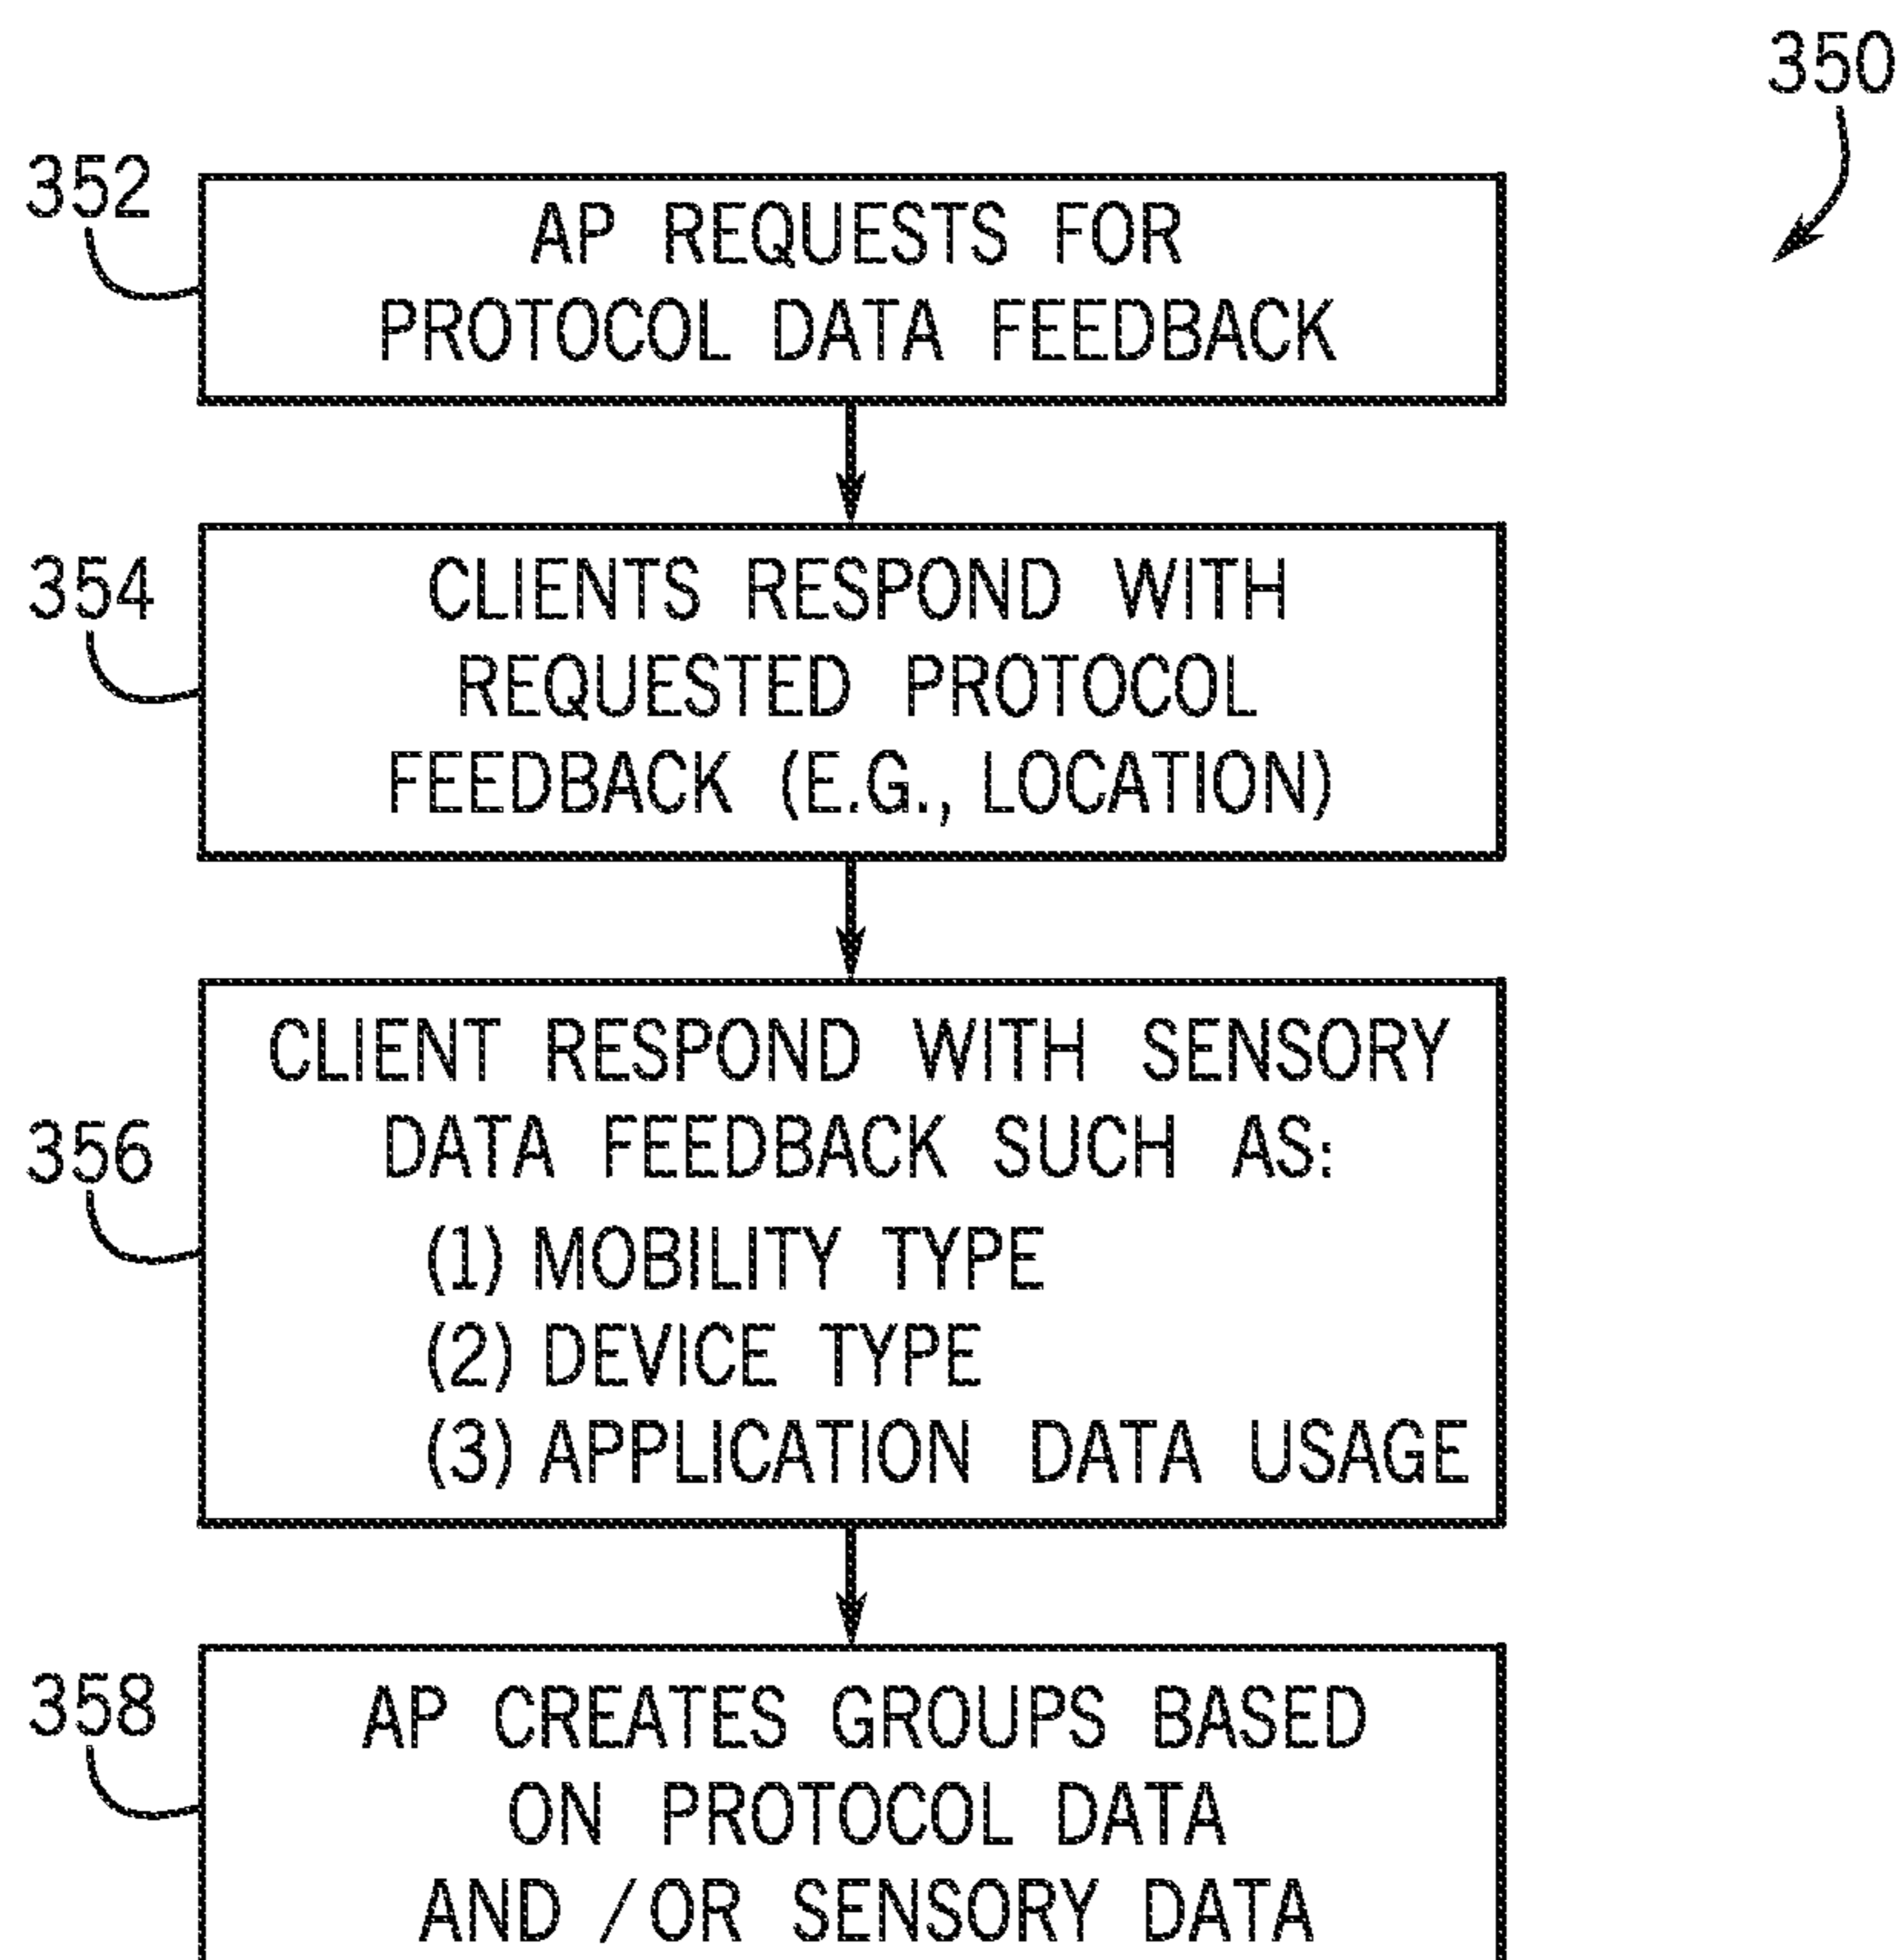 350
352
AP REQUESTS FOR
PROTOCOL DATA FEEDBACK
354
CLIENTS RESPOND WITH
REQUESTED PROTOCOL
FEEDBACK (E.G., LOCATION)
356
CLIENT RESPOND WITH SENSORY
DATA FEEDBACK SUCH AS:
(1) MOBILITY TYPE
(2) DEVICE TYPE
(3) APPLICATION DATA USAGE
358
AP CREATES GROUPS BASED
ON PROTOCOL DATA
AND /OR SENSORY DATA